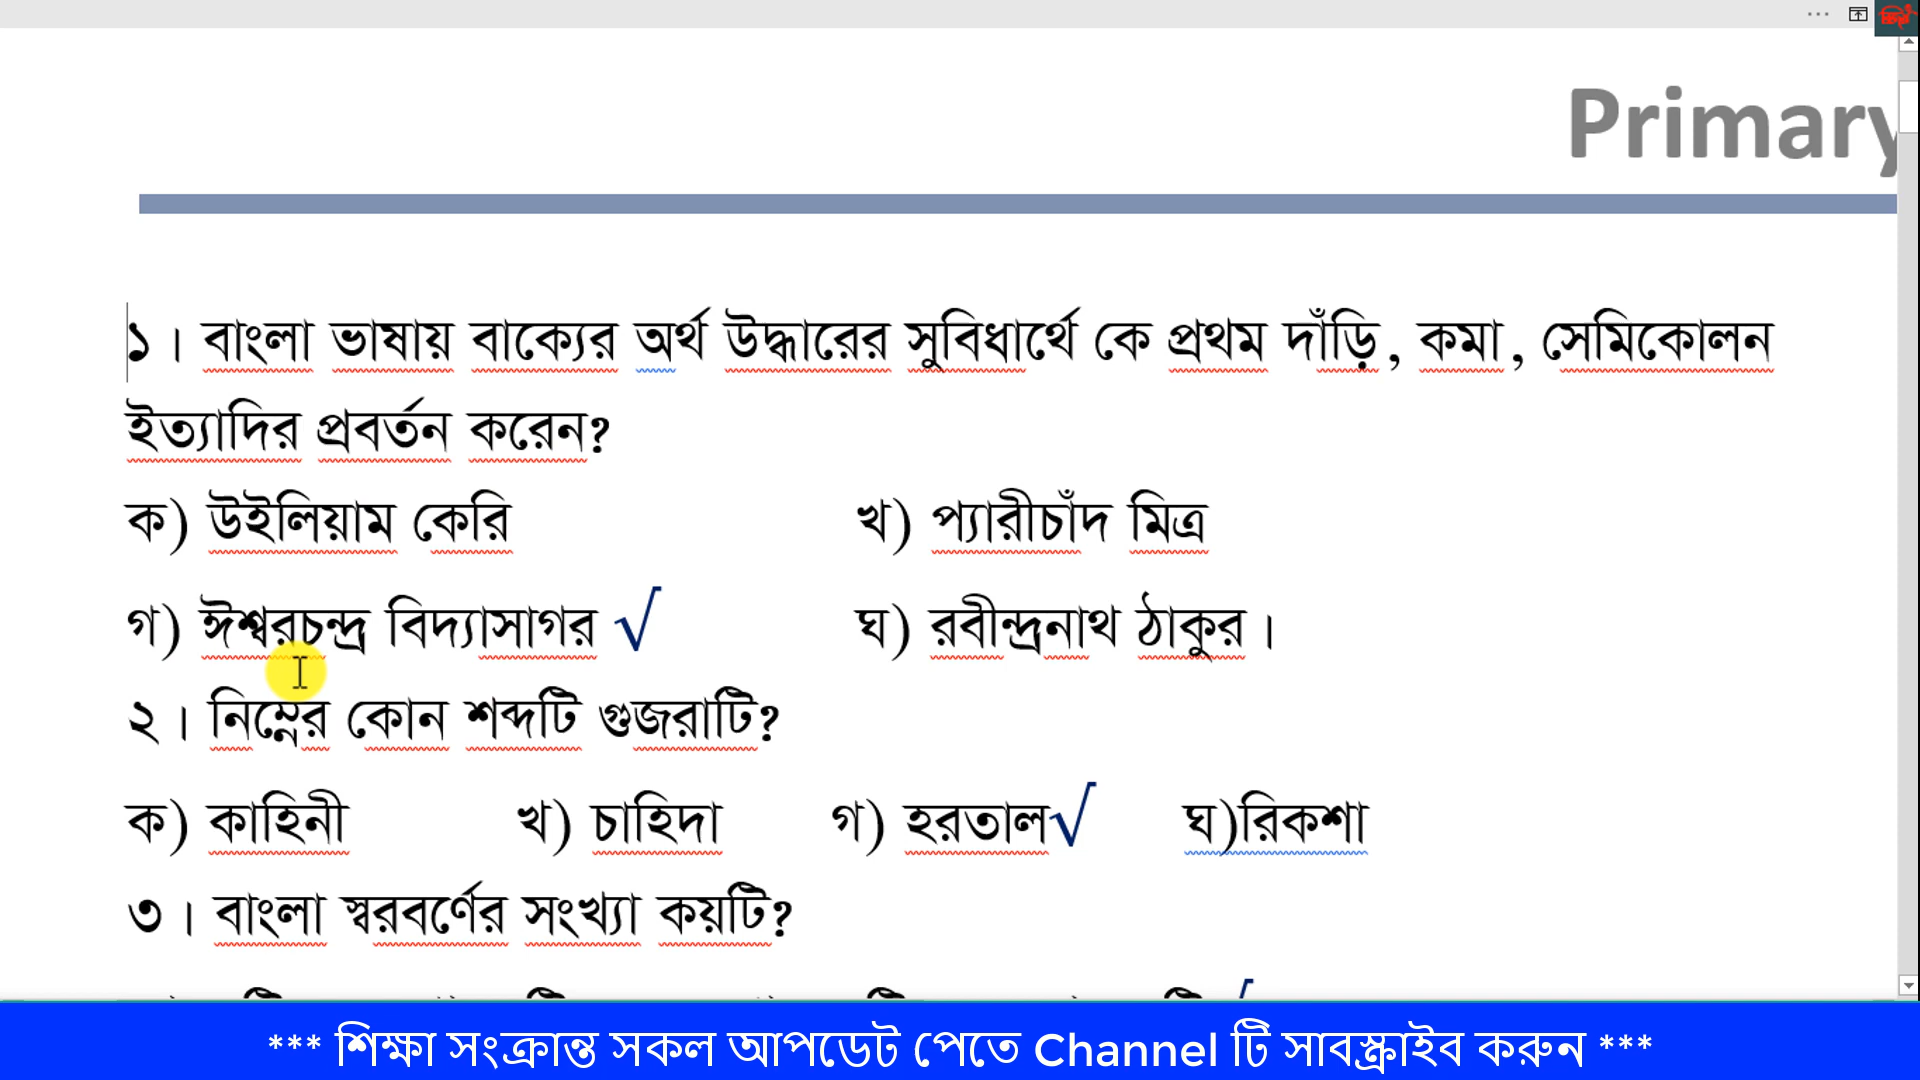 Primary
১। বাংলা ভাষায় বাক্যের অর্থ উদ্ধারের সুবিধার্থে কে প্রথম দাঁড়ি, কমা, সেমিকোলন
ইত্যাদির প্রবর্তন করেন?
ক) উইলিয়াম কেরি খ) প্যারীচাঁদ মিত্র
গ) ঈশ্বরচন্দ্র বিদ্যাসাগর √ ঘ) রবীন্দ্রনাথ ঠাকুর।
২। নিম্নের কোন শব্দটি গুজরাটি?
ক) কাহিনী খ) চাহিদা গ) হরতাল√ ঘ)রিকশা
৩। বাংলা স্বরবর্ণের সংখ্যা কয়টি?
*** শিক্ষা সংক্রান্ত সকল আপডেট পেতে Channel টি সাবস্ক্রাইব করুন ***